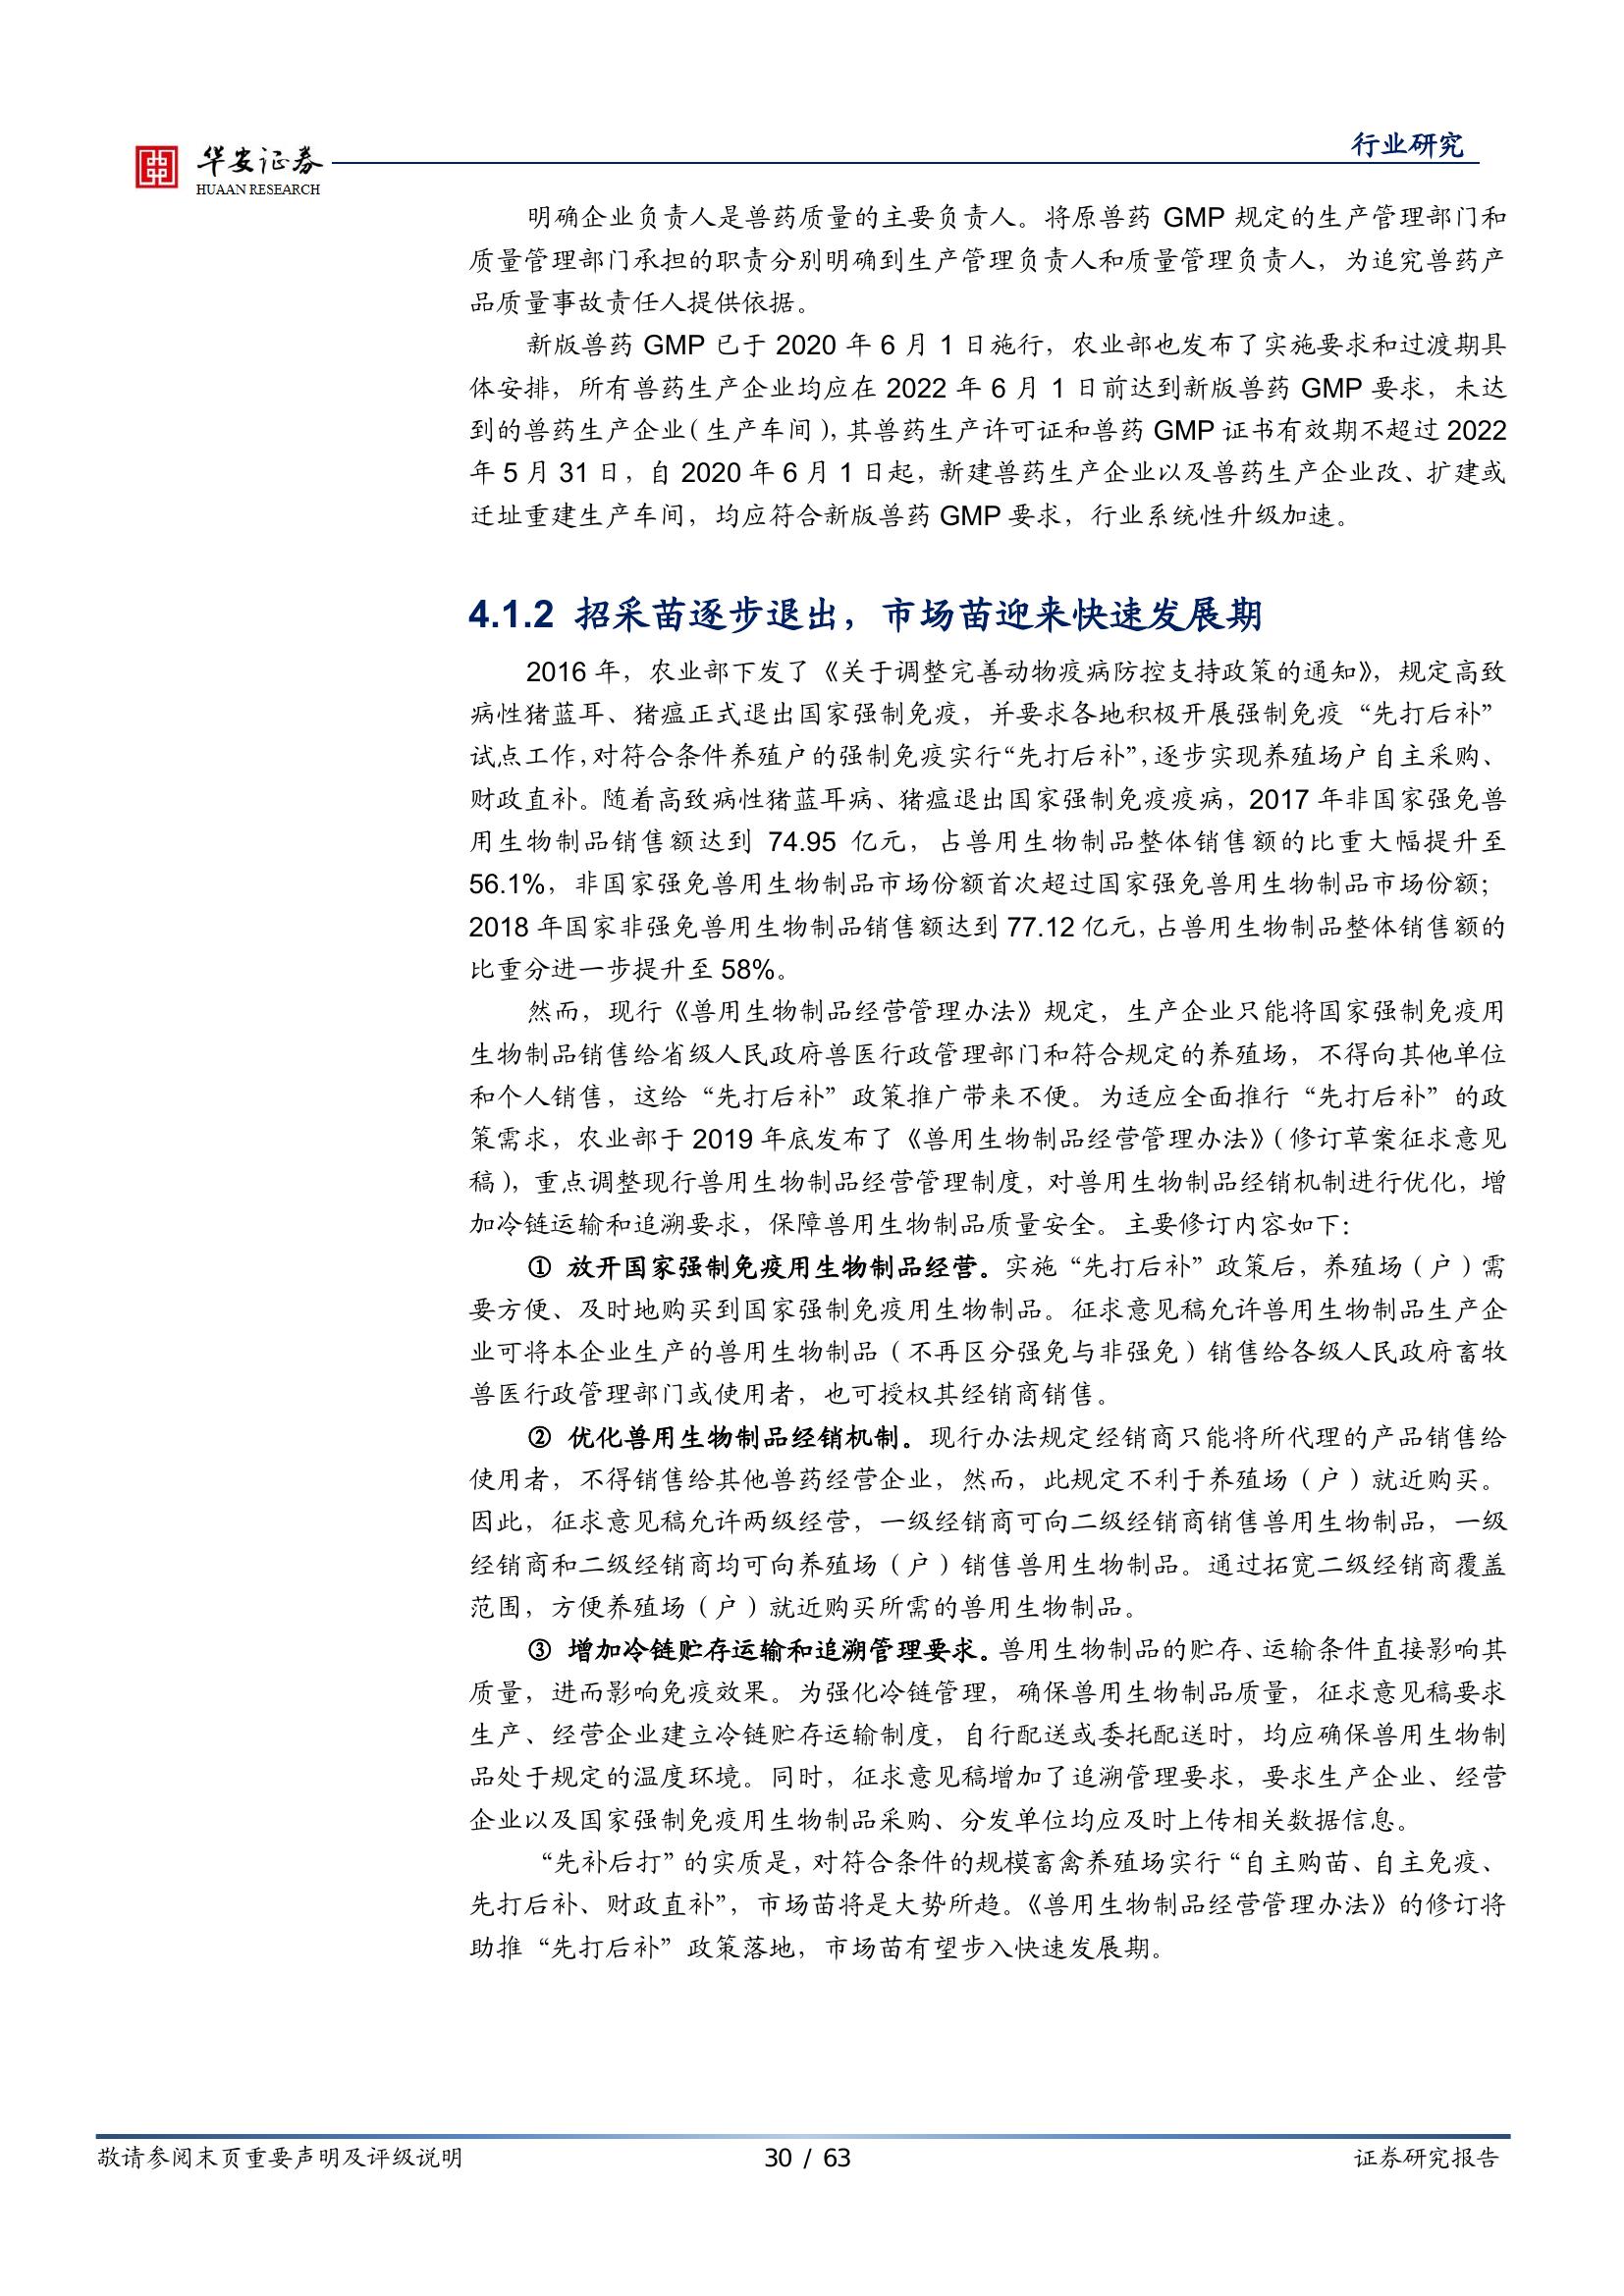 华安证券
HUAAN RESEARCH
行业研究
明确企业负责人是兽药质量的主要负责人。将原兽药 GMP 规定的生产管理部门和
质量管理部门承担的职责分别明确到生产管理负责人和质量管理负责人，为追究兽药产
品质量事故责任人提供依据。
新版兽药 GMP 已于 2020 年 6 月 1 日施行，农业部也发布了实施要求和过渡期具
体安排，所有兽药生产企业均应在 2022 年 6 月 1 日前达到新版兽药 GMP 要求，未达
到的兽药生产企业（生产车间），其兽药生产许可证和兽药 GMP 证书有效期不超过 2022
年 5 月 31 日，自 2020 年 6 月 1 日起，新建兽药生产企业以及兽药生产企业改、扩建或
迁址重建生产车间，均应符合新版兽药 GMP 要求，行业系统性升级加速。
4.1.2 招采苗逐步退出，市场苗迎来快速发展期
2016 年，农业部下发了《关于调整完善动物疫病防控支持政策的通知》，规定高致
病性猪蓝耳、猪瘟正式退出国家强制免疫，并要求各地积极开展强制免疫“先打后补”
试点工作，对符合条件养殖户的强制免疫实行“先打后补”，逐步实现养殖场户自主采购、
财政直补。随着高致病性猪蓝耳病、猪瘟退出国家强制免疫疫病，2017 年非国家强免兽
用生物制品销售额达到 74.95 亿元，占兽用生物制品整体销售额的比重大幅提升至
56.1%，非国家强免兽用生物制品市场份额首次超过国家强免兽用生物制品市场份额；
2018 年国家非强免兽用生物制品销售额达到 77.12 亿元，占兽用生物制品整体销售额的
比重分进一步提升至 58%。
然而，现行《兽用生物制品经营管理办法》规定，生产企业只能将国家强制免疫用
生物制品销售给省级人民政府兽医行政管理部门和符合规定的养殖场，不得向其他单位
和个人销售，这给“先打后补”政策推广带来不便。为适应全面推行“先打后补”的政
策需求，农业部于 2019 年底发布了《兽用生物制品经营管理办法》（修订草案征求意见
稿），重点调整现行兽用生物制品经营管理制度，对兽用生物制品经销机制进行优化，增
加冷链运输和追溯要求，保障兽用生物制品质量安全。主要修订内容如下：
① 放开国家强制免疫用生物制品经营。实施“先打后补”政策后，养殖场（户）需
要方便、及时地购买到国家强制免疫用生物制品。征求意见稿允许兽用生物制品生产企
业可将本企业生产的兽用生物制品（不再区分强免与非强免）销售给各级人民政府畜牧
兽医行政管理部门或使用者，也可授权其经销商销售。
② 优化兽用生物制品经销机制。现行办法规定经销商只能将所代理的产品销售给
使用者，不得销售给其他兽药经营企业，然而，此规定不利于养殖场（户）就近购买。
因此，征求意见稿允许两级经营，一级经销商可向二级经销商销售兽用生物制品，一级
经销商和二级经销商均可向养殖场（户）销售兽用生物制品。通过拓宽二级经销商覆盖
范围，方便养殖场（户）就近购买所需的兽用生物制品。
③ 增加冷链贮存运输和追溯管理要求。兽用生物制品的贮存、运输条件直接影响其
质量，进而影响免疫效果。为强化冷链管理，确保兽用生物制品质量，征求意见稿要求
生产、经营企业建立冷链贮存运输制度，自行配送或委托配送时，均应确保兽用生物制
品处于规定的温度环境。同时，征求意见稿增加了追溯管理要求，要求生产企业、经营
企业以及国家强制免疫用生物制品采购、分发单位均应及时上传相关数据信息。
“先补后打”的实质是，对符合条件的规模畜禽养殖场实行“自主购苗、自主免疫、
先打后补、财政直补”，市场苗将是大势所趋。《兽用生物制品经营管理办法》的修订将
助推“先打后补”政策落地，市场苗有望步入快速发展期。
敬请参阅末页重要声明及评级说明
30 / 63
证券研究报告